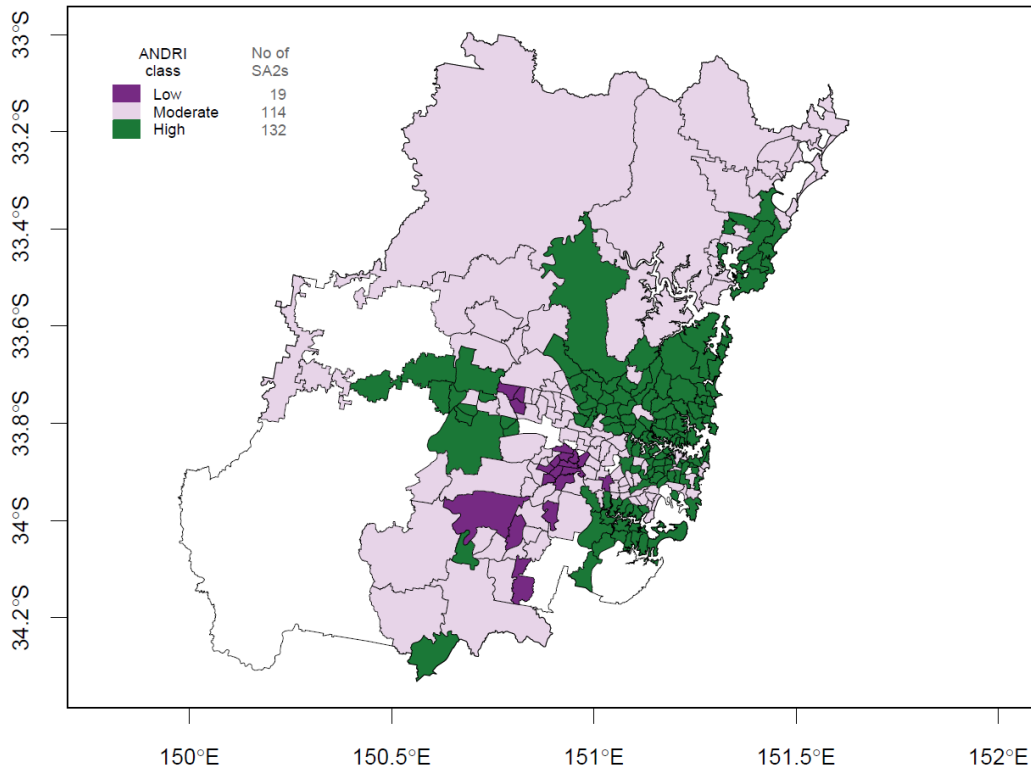 ANDRI No of
class SA2s
Low 19
Moderate 114
High 132
33°S
33.2°S
33.4°S
33.6°S
33.8°S
34°S
34.2°S
150°E 150.5°E 151°E 151.5°E 152°E